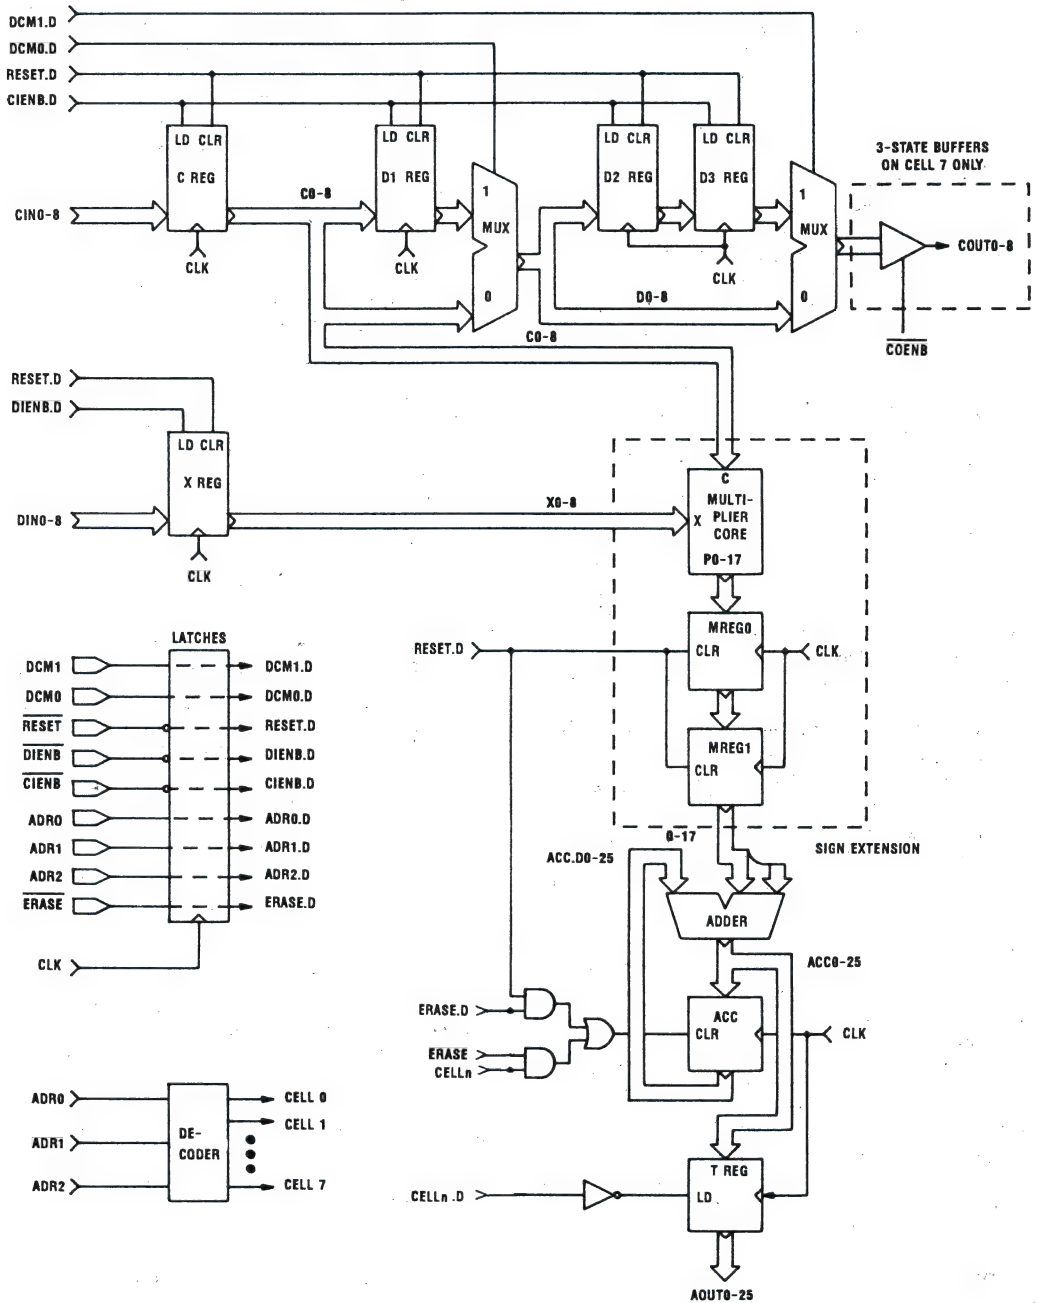 DCM1.D
DCM0.D
RESET.D
CIENB.D
LD CLR
C REG
LD CLR
D1 REG
LD CLR
D2 REG
LD CLR
D3 REG
3-STATE BUFFERS
ON CELL 7 ONLY
CIN0-8
C0-8
1
MUX
0
1
MUX
0
COUT0-8
CLK
CLK
CLK
D0-8
C0-8
COENB
RESET.D
DIENB.D
LD CLR
X REG
DIN0-8
X0-8
CLK
C
X
MULTI-
PLIER
CORE
P0-17
LATCHES
DCM1
DCM1.D
DCM0
DCM0.D
RESET
RESET.D
DIENB
DIENB.D
CIENB
CIENB.D
ADR0
ADR0.D
ADR1
ADR1.D
ADR2
ADR2.D
ERASE
ERASE.D
CLK
RESET.D
MREG0
CLR
CLK
MREG1
CLR
0-17
SIGN EXTENSION
ACC.D0-25
ADDER
ACC0-25
ERASE.D
ERASE
CELLn
ACC
CLR
CLK
ADR0
ADR1
ADR2
DE-
CODER
CELL 0
CELL 1
CELL 7
CELLn.D
T REG
LD
AOUT0-25